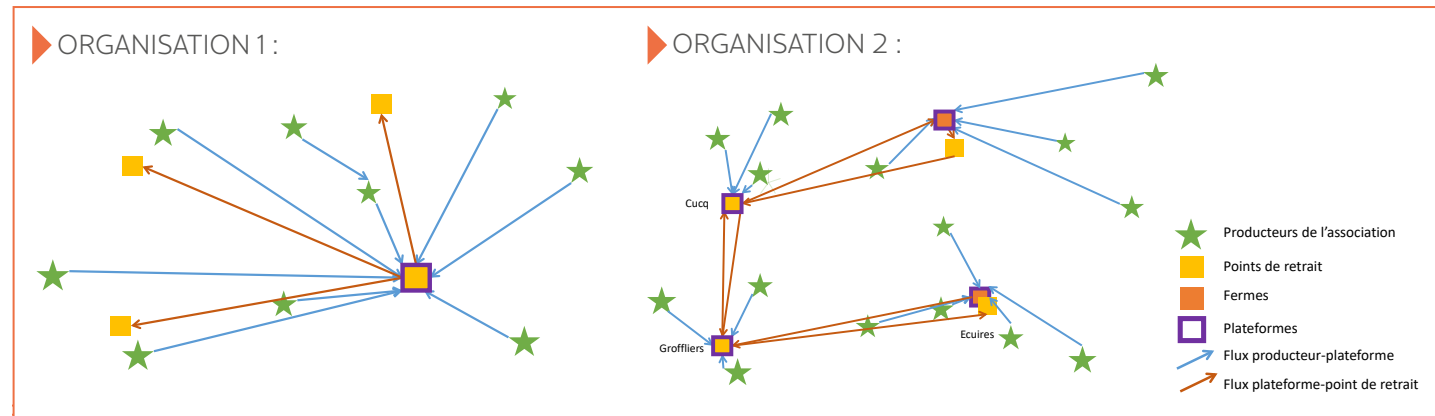 ORGANISATION 1 :
ORGANISATION 2 :
Cucq
Groffliers
Ecuires
Producteurs de l'association
Points de retrait
Fermes
Plateformes
Flux producteur-plateforme
Flux plateforme-point de retrait